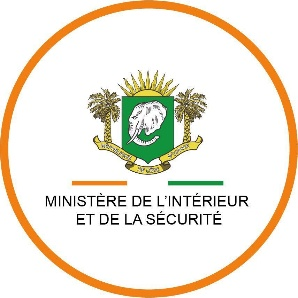 MINISTÈRE DE L'INTÉRIEUR
ET DE LA SÉCURITÉ